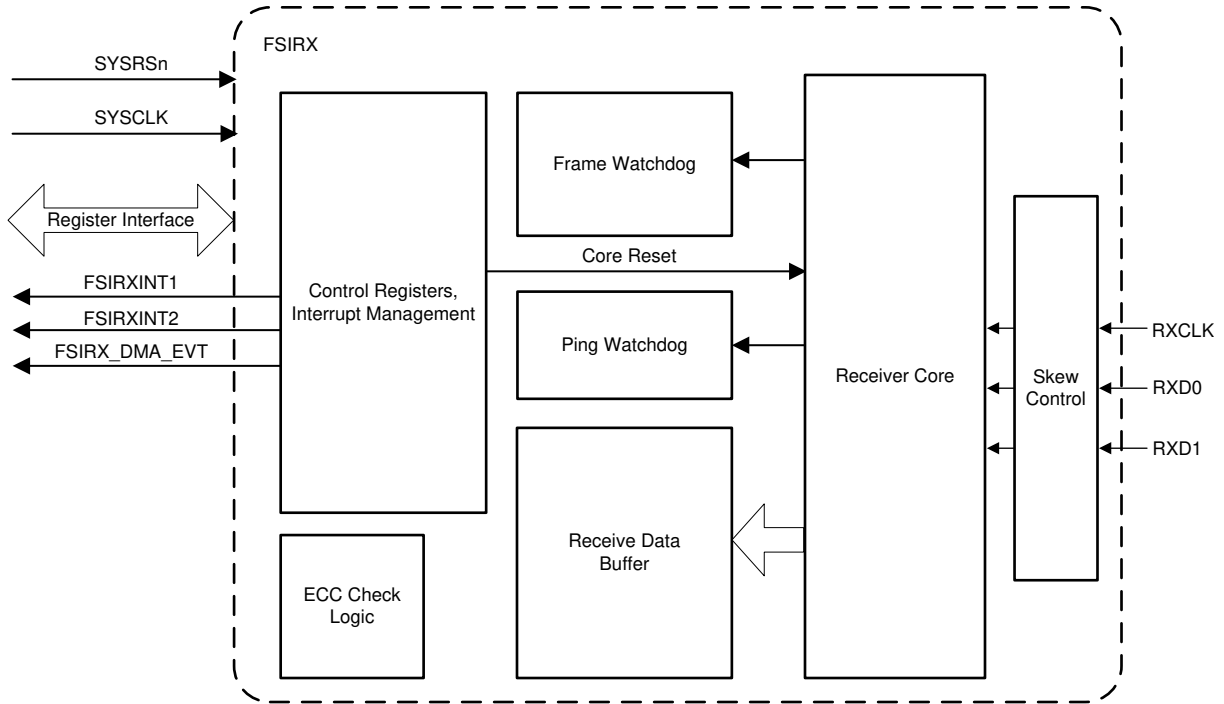 FSIRX
SYSRSn
SYSCLK
Register Interface
FSIRXINT1
FSIRXINT2
FSIRX_DMA_EVT
Control Registers,
Interrupt Management
ECC Check
Logic
Frame Watchdog
Core Reset
Ping Watchdog
Receive Data
Buffer
Receiver Core
Skew
Control
RXCLK
RXD0
RXD1